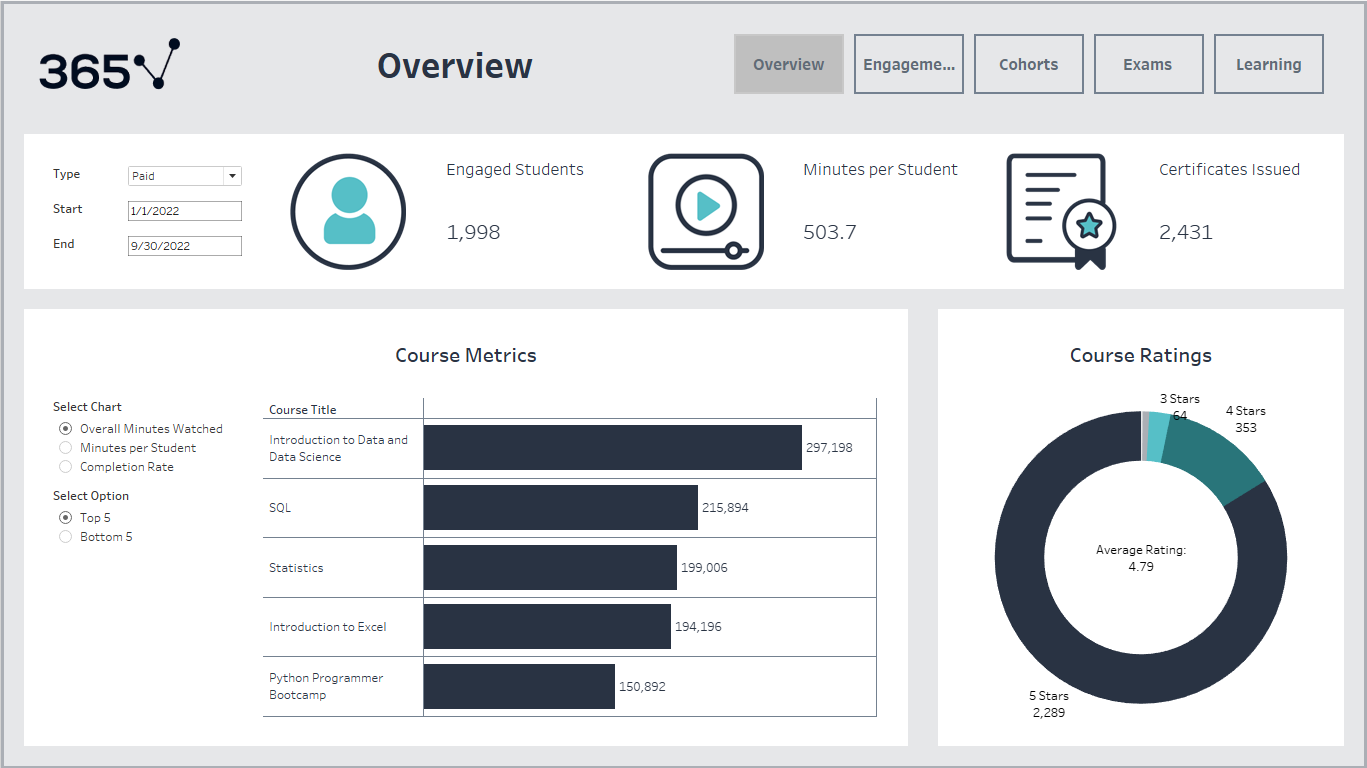 365
Overview
Overview
Engageme...
Cohorts
Exams
Learning
Type
Paid
Start
1/1/2022
End
9/30/2022
Engaged Students
1,998
Minutes per Student
503.7
Certificates Issued
2,431
Course Metrics
Select Chart
Overall Minutes Watched
Minutes per Student
Completion Rate
Select Option
Top 5
Bottom 5
Course Title
Introduction to Data and
Data Science
297,198
SQL
215,894
Statistics
199,006
Introduction to Excel
194,196
Python Programmer
Bootcamp
150,892
Course Ratings
3 Stars
64
4 Stars
353
Average Rating:
4.79
5 Stars
2,289